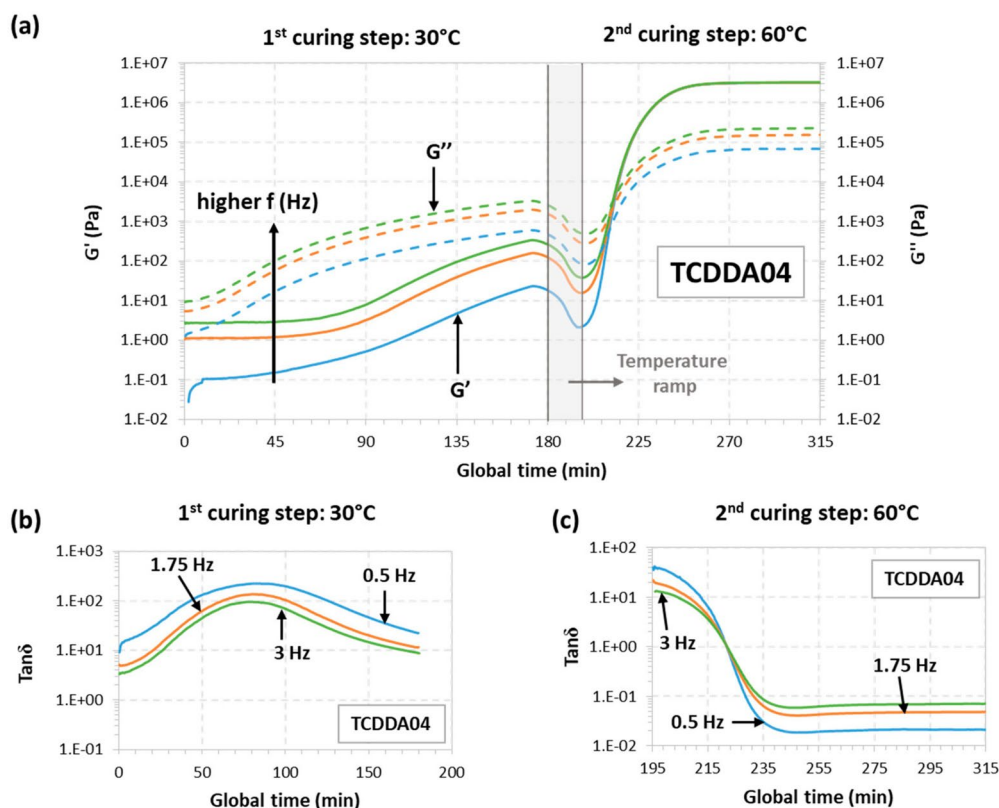 (a)
1st curing step: 30°C
2nd curing step: 60°C
1.E+07
1.E+06
1.E+05
1.E+04
1.E+03
1.E+02
1.E+01
1.E+00
1.E-01
1.E-02
G' (Pa)
higher f (Hz)
G''
G'
TCDDA04
Temperature
ramp
1.E+07
1.E+06
1.E+05
1.E+04
1.E+03
1.E+02
1.E+01
1.E+00
1.E-01
1.E-02
G'' (Pa)
0 45 90 135 180 225 270 315
Global time (min)
(b)
1st curing step: 30°C
1.E+03
1.E+02
1.E+01
1.E+00
1.E-01
Tanδ
1.75 Hz
0.5 Hz
3 Hz
TCDDA04
0 50 100 150 200
Global time (min)
(c)
2nd curing step: 60°C
1.E+02
1.E+01
1.E+00
1.E-01
1.E-02
Tanδ
TCDDA04
3 Hz
1.75 Hz
0.5 Hz
195 215 235 255 275 295 315
Global time (min)